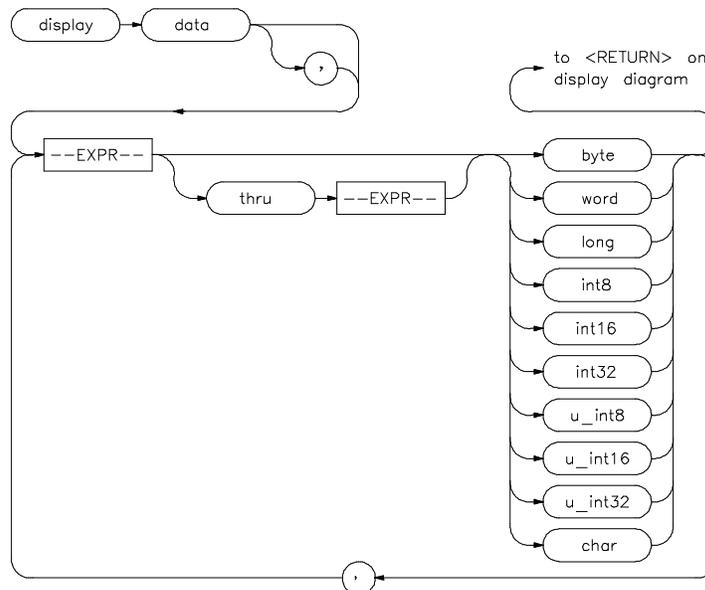 display data
,
to <RETURN> on
display diagram
--EXPR--
byte
thru --EXPR--
word
long
int8
int16
int32
u_int8
u_int16
u_int32
char
,